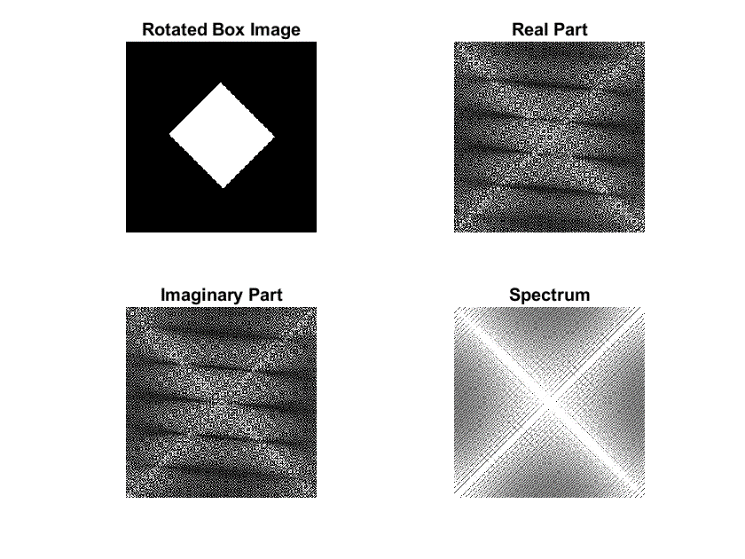 Rotated Box Image
Real Part
Imaginary Part
Spectrum